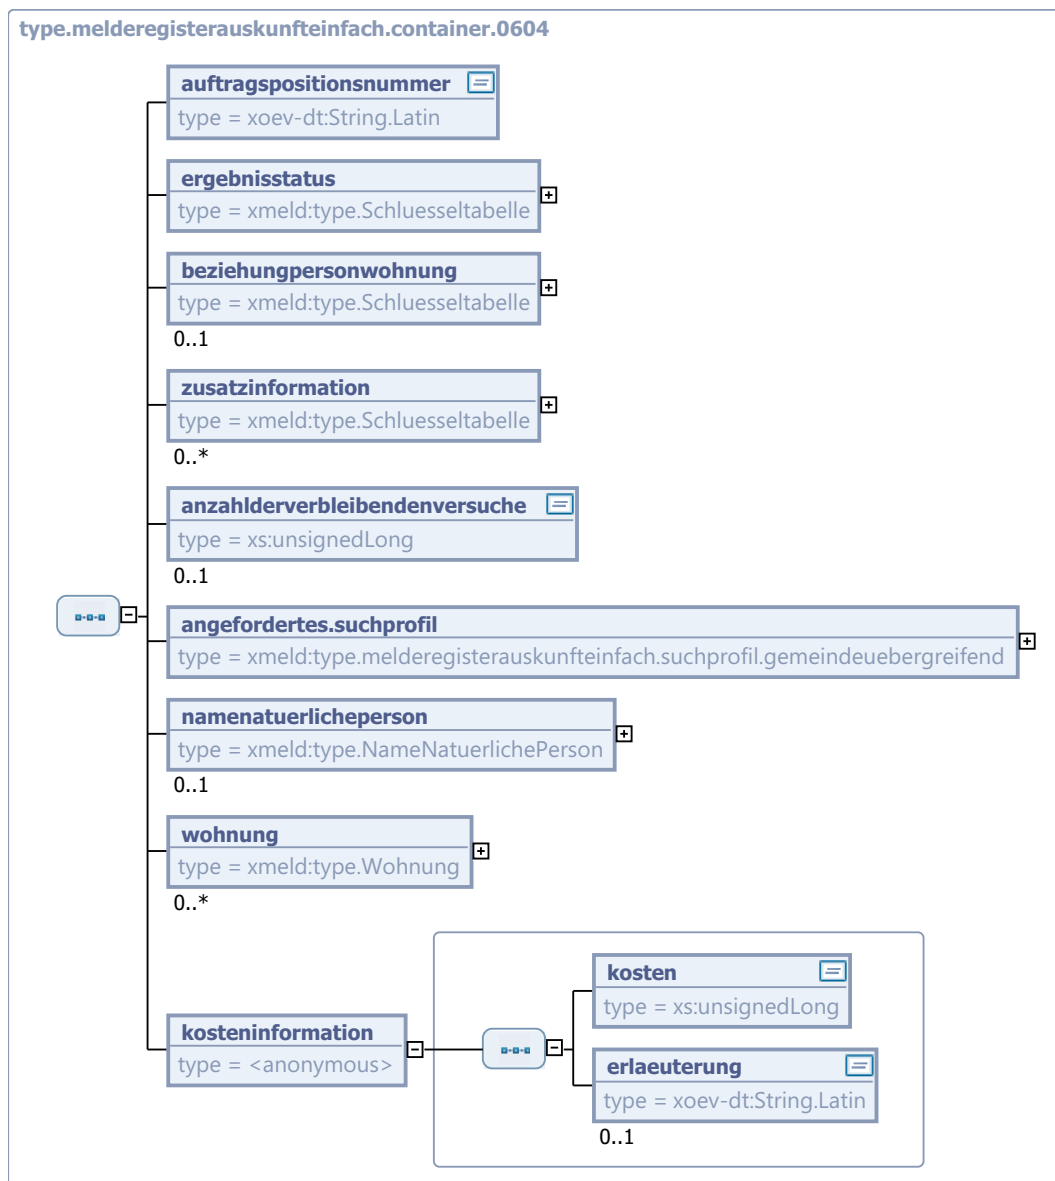 type.melderegisterauskunfteinfach.container.0604
auftragspositionsnummer
type = xoev-dt:String.Latin
ergebnisstatus
type = xmeld:type.Schluesseltabelle
beziehungpersonwohnung
type = xmeld:type.Schluesseltabelle
0..1
zusatzinformation
type = xmeld:type.Schluesseltabelle
0..*
anzahlderverbleibendenversuche
type = xs:unsignedLong
0..1
angefordertes.suchprofil
type = xmeld:type.melderegisterauskunfteinfach.suchprofil.gemeindeuebergreifend
namenatuerlicheperson
type = xmeld:type.NameNatuerlichePerson
0..1
wohnung
type = xmeld:type.Wohnung
0..*
kosteninformation
type = <anonymous>
kosten
type = xs:unsignedLong
erlaeuterung
type = xoev-dt:String.Latin
0..1